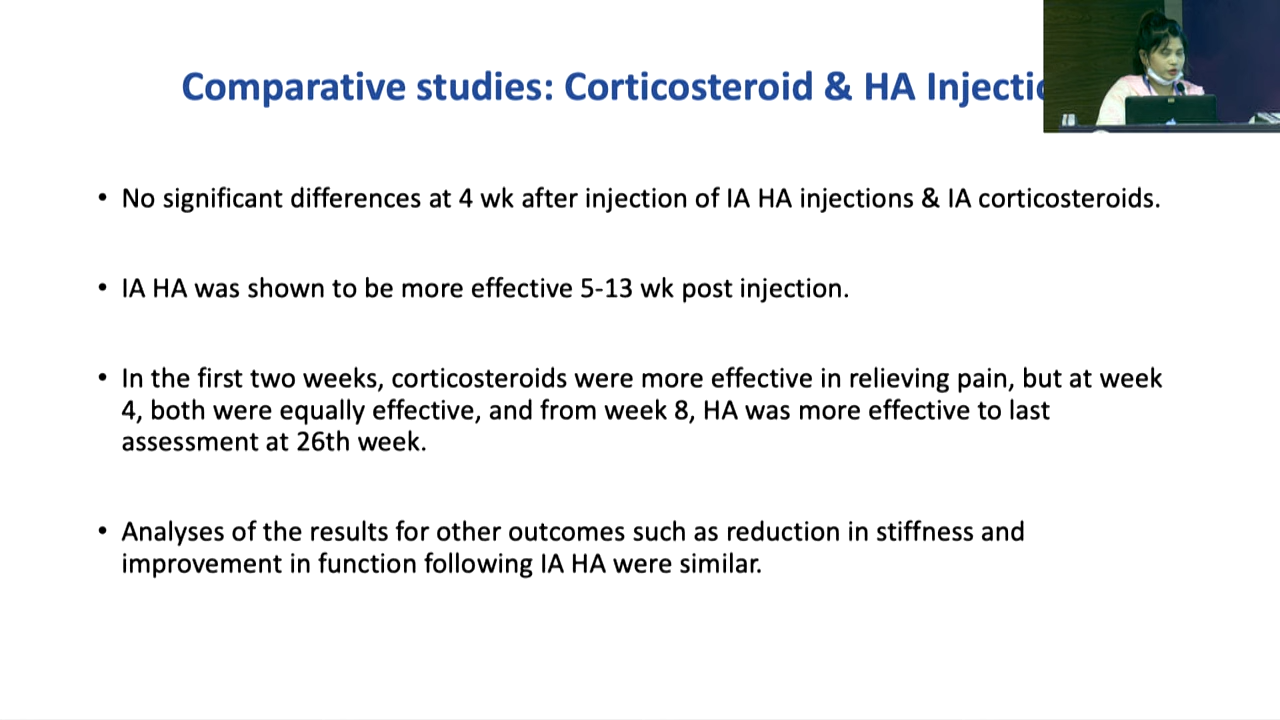 Comparative studies: Corticosteroid & HA
• No significant differences at 4 wk after injection of IA HA injections & IA corticosteroids.
• IA HA was shown to be more effective 5-13 wk post injection.
• In the first two weeks, corticosteroids were more effective in relieving pain, but at week
4, both were equally effective, and from week 8, HA was more effective to last
assessment at 26th week.
• Analyses of the results for other outcomes such as reduction in stiffness and
improvement in function following IA HA were similar.